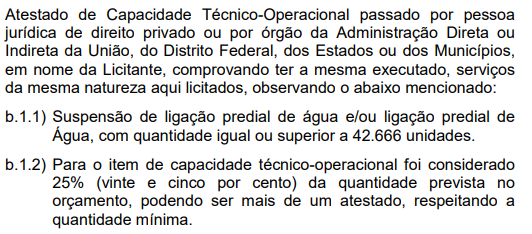 Atestado de Capacidade Técnico-Operacional passado por pessoa
jurídica de direito privado ou por órgão da Administração Direta ou
Indireta da União, do Distrito Federal, dos Estados ou dos Municípios,
em nome da Licitante, comprovando ter a mesma executado, serviços
da mesma natureza aqui licitados, observando o abaixo mencionado:
b.1.1) Suspensão de ligação predial de água e/ou ligação predial de
Água, com quantidade igual ou superior a 42.666 unidades.
b.1.2) Para o item de capacidade técnico-operacional foi considerado
25% (vinte e cinco por cento) da quantidade prevista no
orçamento, podendo ser mais de um atestado, respeitando a
quantidade mínima.